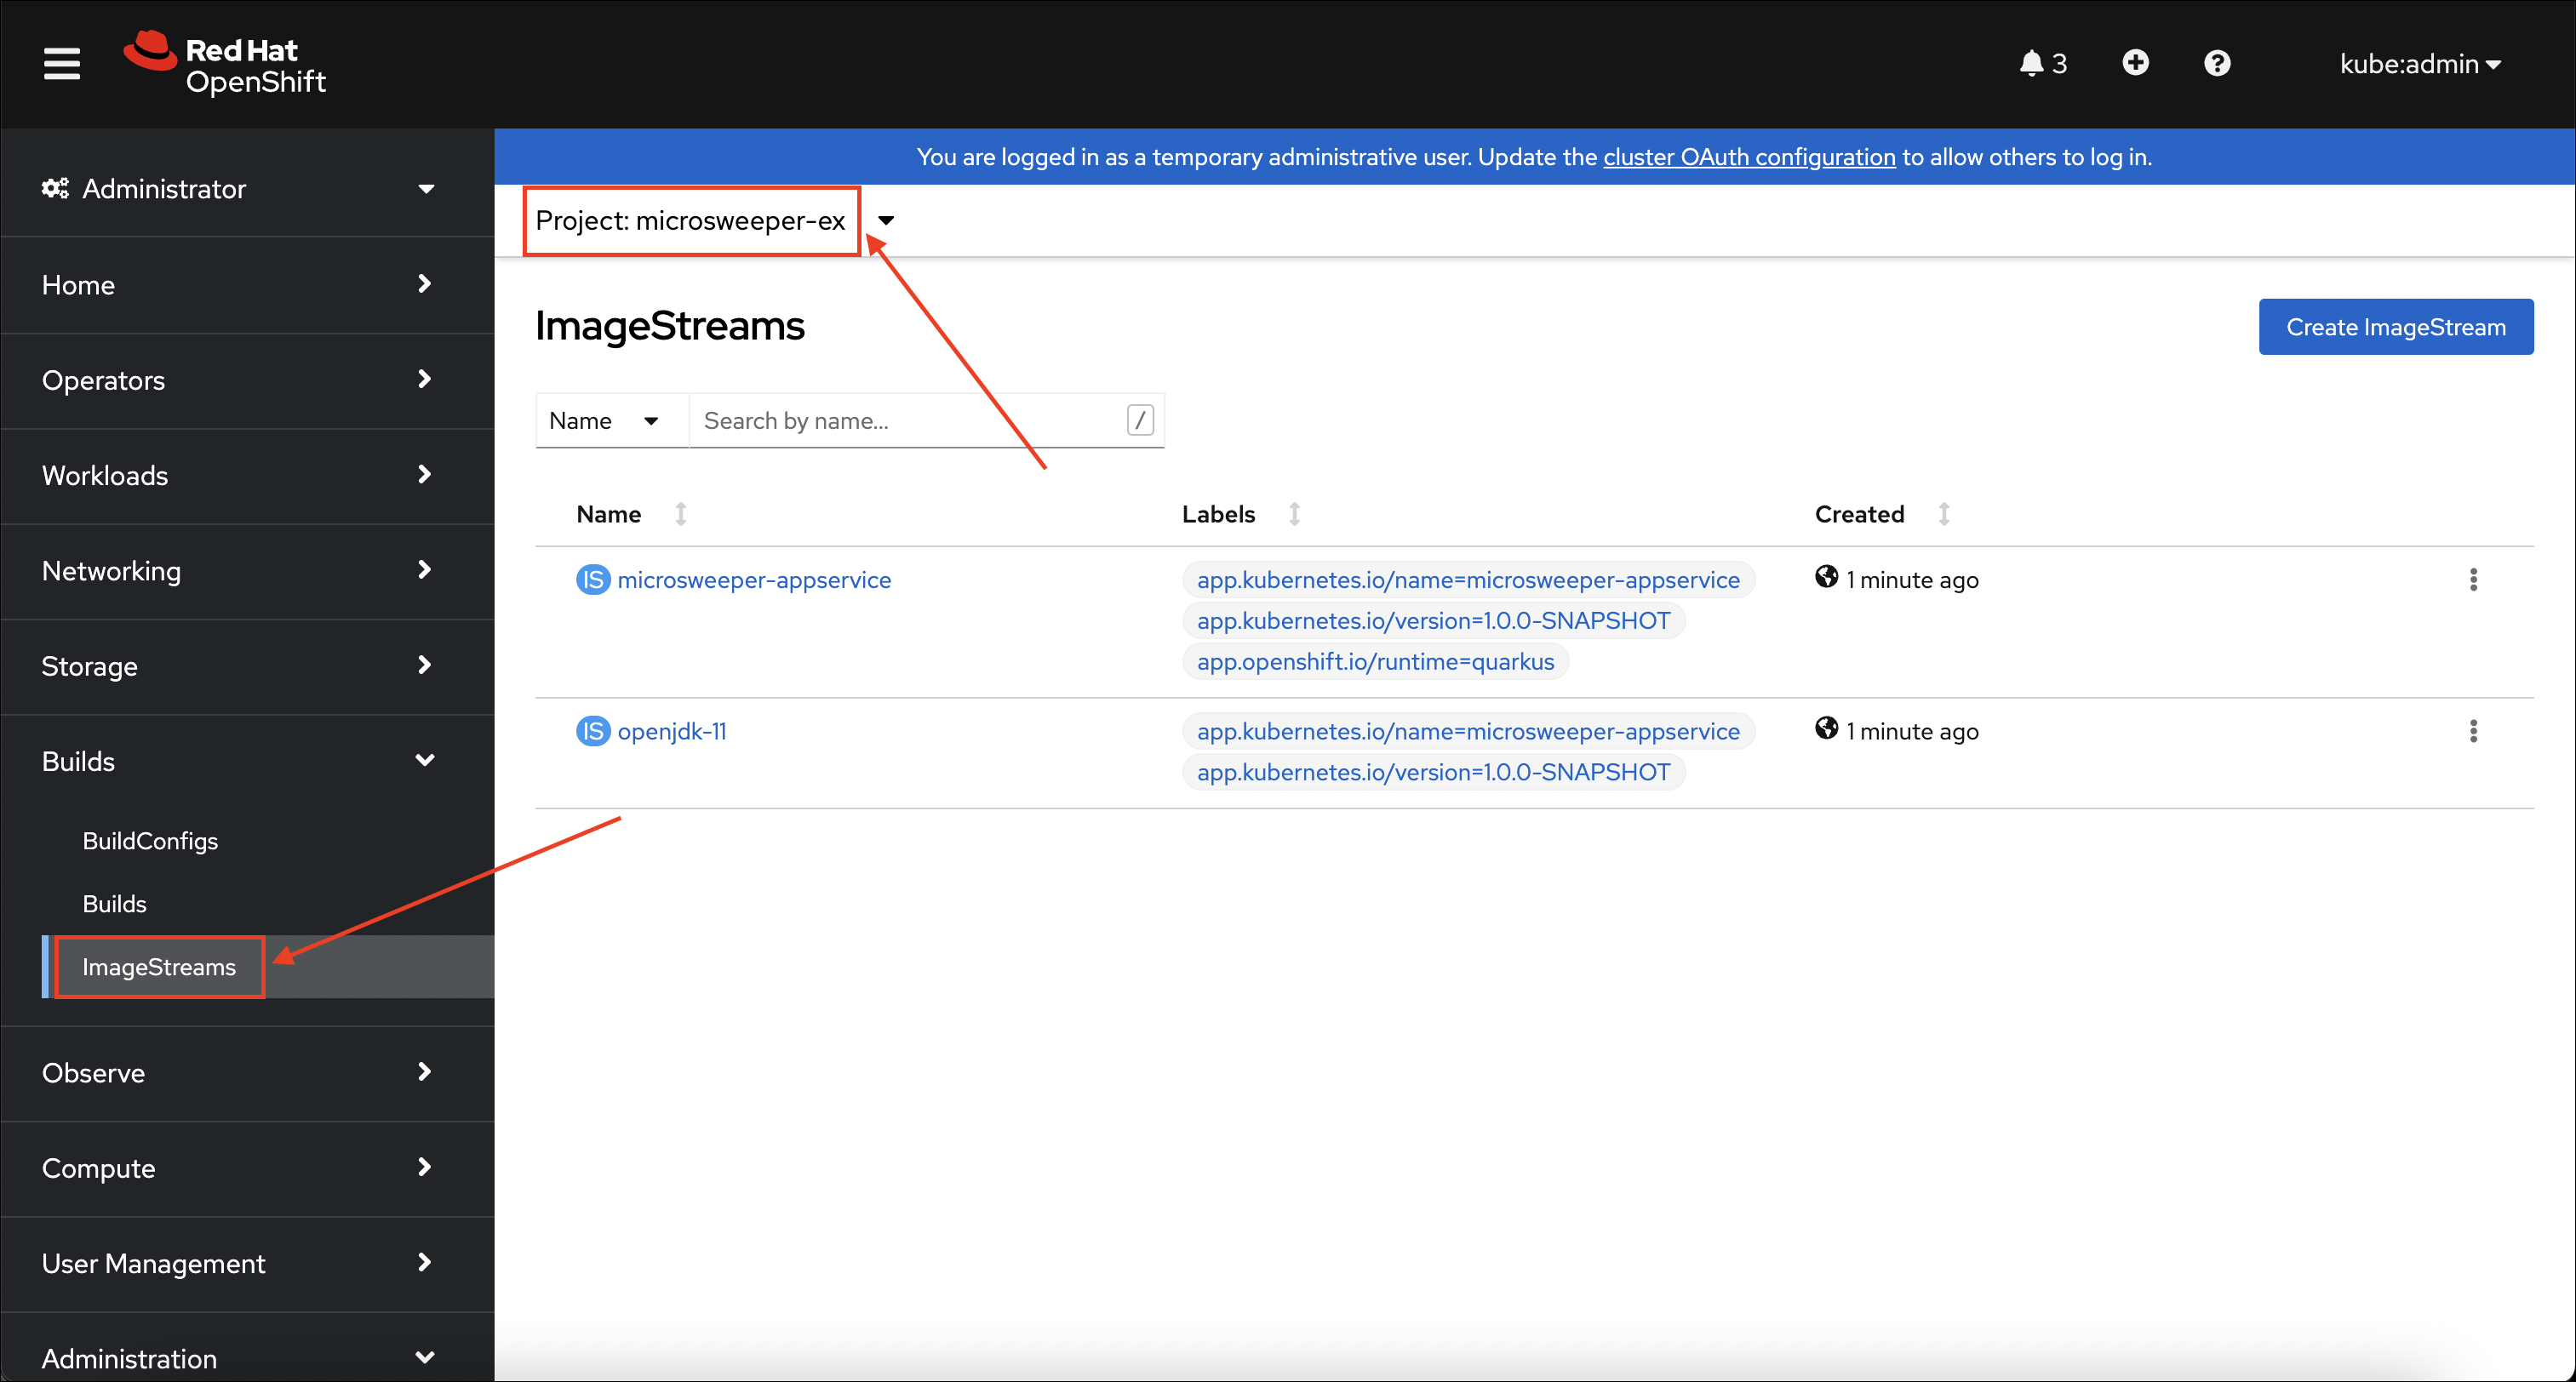 Red Hat
OpenShift
3
kube:admin
Administrator
Home
Operators
Workloads
Networking
Storage
Builds
BuildConfigs
Builds
ImageStreams
Observe
Compute
User Management
Administration
You are logged in as a temporary administrative user. Update the cluster OAuth configuration to allow others to log in.
Project: microsweeper-ex
ImageStreams
Create ImageStream
Name
Search by name...
/
Name Labels Created
IS microsweeper-appservice app.kubernetes.io/name=microsweeper-appservice 1 minute ago
app.kubernetes.io/version=1.0.0-SNAPSHOT
app.openshift.io/runtime=quarkus
IS openjdk-11 app.kubernetes.io/name=microsweeper-appservice 1 minute ago
app.kubernetes.io/version=1.0.0-SNAPSHOT